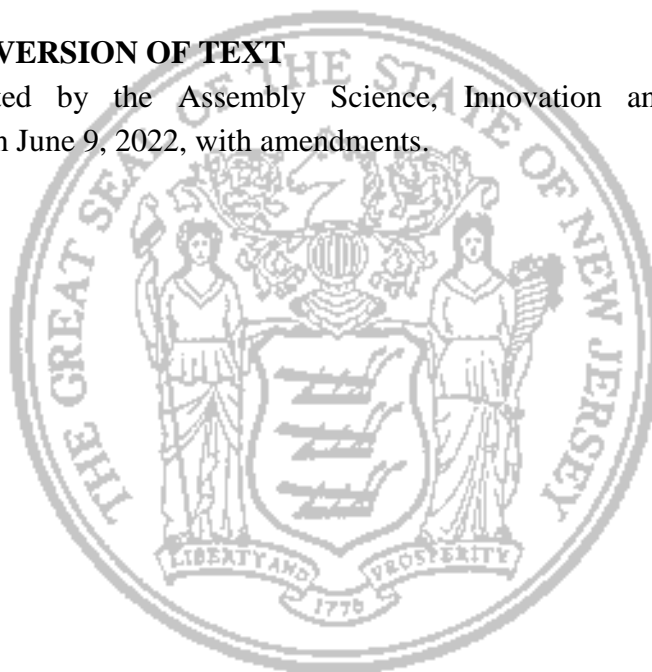 VERSION OF TEXT
ted by the Assembly Science, Innovation an
n June 9, 2022, with amendments.
THE GREAT SEAL OF THE STATE OF NEW JERSEY
LIBERTY AND PROSPERITY
1776